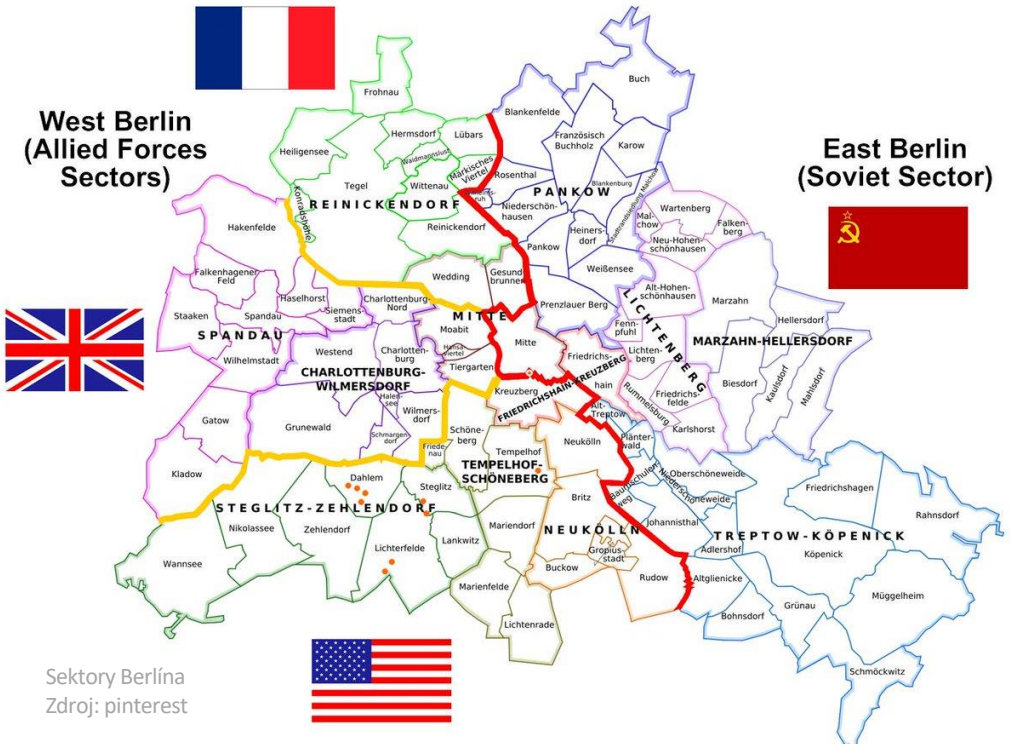 West Berlin
(Allied Forces
Sectors)
East Berlin
(Soviet Sector)
Frohnau
Buch
Blankenfelde
Hermsdorf
Lübars
Heiligensee
Waidmannslust
Französisch
Buchholz
Karow
Märkisches
Viertel
Rosenthal
Tegel
Wittenau
PANKOW
Blankenburg
Stadtrandsiedlung Malchow
Konradshöhe
REINICKENDORF
Niederschön-
hausen
Wartenberg
Mal-
chow
Falken-
berg
Hakenfelde
Reinickendorf
Heiners-
dorf
Pankow
Neu-Hohen-
schönhausen
Falkenhagener
Feld
Wedding
Gesund-
brunnen
Weißensee
Alt-Hohen-
schönhausen
Haselhorst
Charlottenburg-
Nord
Prenzlauer Berg
Marzahn
Staaken
Spandau
Siemens-
stadt
MITTE
LICHTENBERG
Hellersdorf
SPANDAU
Moabit
Mitte
Fenn-
pfuhl
MARZAHN-HELLERSDORF
Wilhelmstadt
Westend
Charlotten-
burg
Hansa-
viertel
Friedrichs-
hain
Lichten-
berg
CHARLOTTENBURG-
WILMERSDORF
Tiergarten
FRIEDRICHSHAIN-KREUZBERG
Biesdorf
Kaulsdorf
Mahlsdorf
Halen-
see
Kreuzberg
Rummelsburg
Friedrichs-
felde
Gatow
Grunewald
Wilmers-
dorf
Alt-
Treptow
Karlshorst
Schmargen-
dorf
Schöne-
berg
Neukölln
Plänter-
wald
Friede-
nau
Tempelhof
Kladow
Dahlem
Steglitz
TEMPELHOF-
SCHÖNEBERG
Baumschulen-
weg
Oberschöneweide
Niederschöneweide
Friedrichshagen
STEGLITZ-ZEHLENDORF
Britz
Rahnsdorf
Nikolassee
Zehlendorf
Mariendorf
NEUKÖLLN
Johannisthal
TREPTOW-KÖPENICK
Lankwitz
Lichterfelde
Gropius-
stadt
Adlershof
Köpenick
Wannsee
Buckow
Rudow
Altglienicke
Marienfelde
Müggelheim
Grünau
Bohnsdorf
Lichtenrade
Schmöckwitz
Sektory Berlína
Zdroj: pinterest